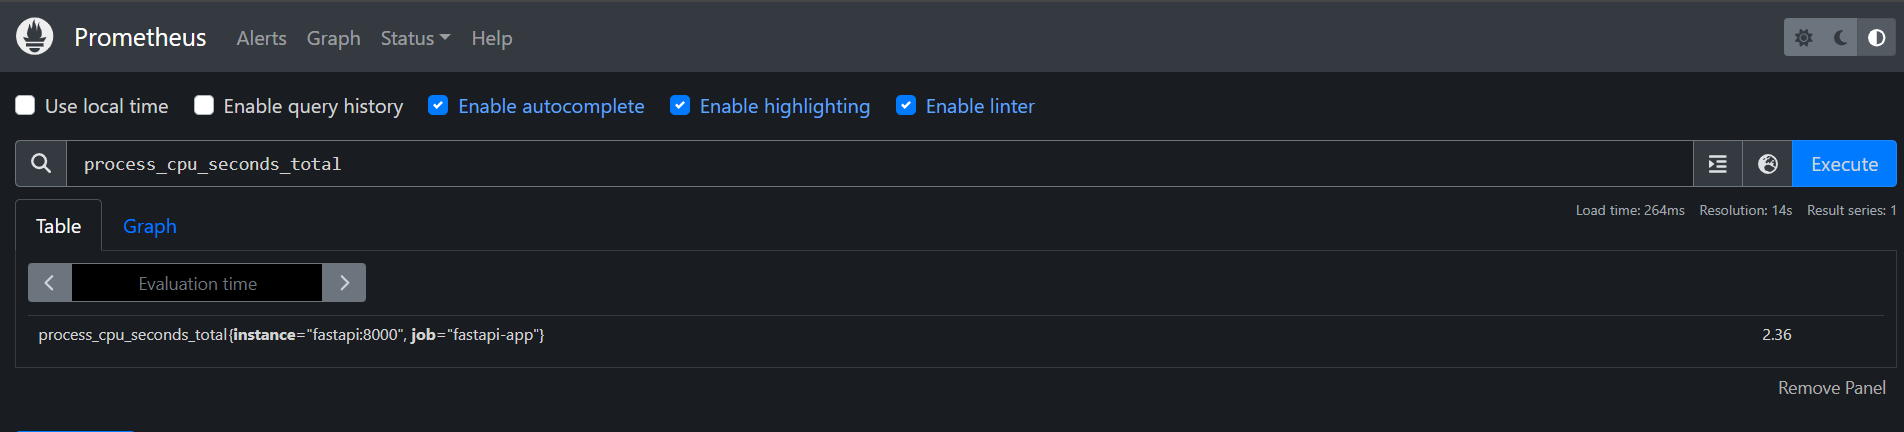 Prometheus Alerts Graph Status Help
Use local time Enable query history Enable autocomplete Enable highlighting Enable linter
process_cpu_seconds_total Execute
Table Graph Load time: 264ms Resolution: 14s Result series: 1
Evaluation time
process_cpu_seconds_total{instance="fastapi:8000", job="fastapi-app"} 2.36
Remove Panel